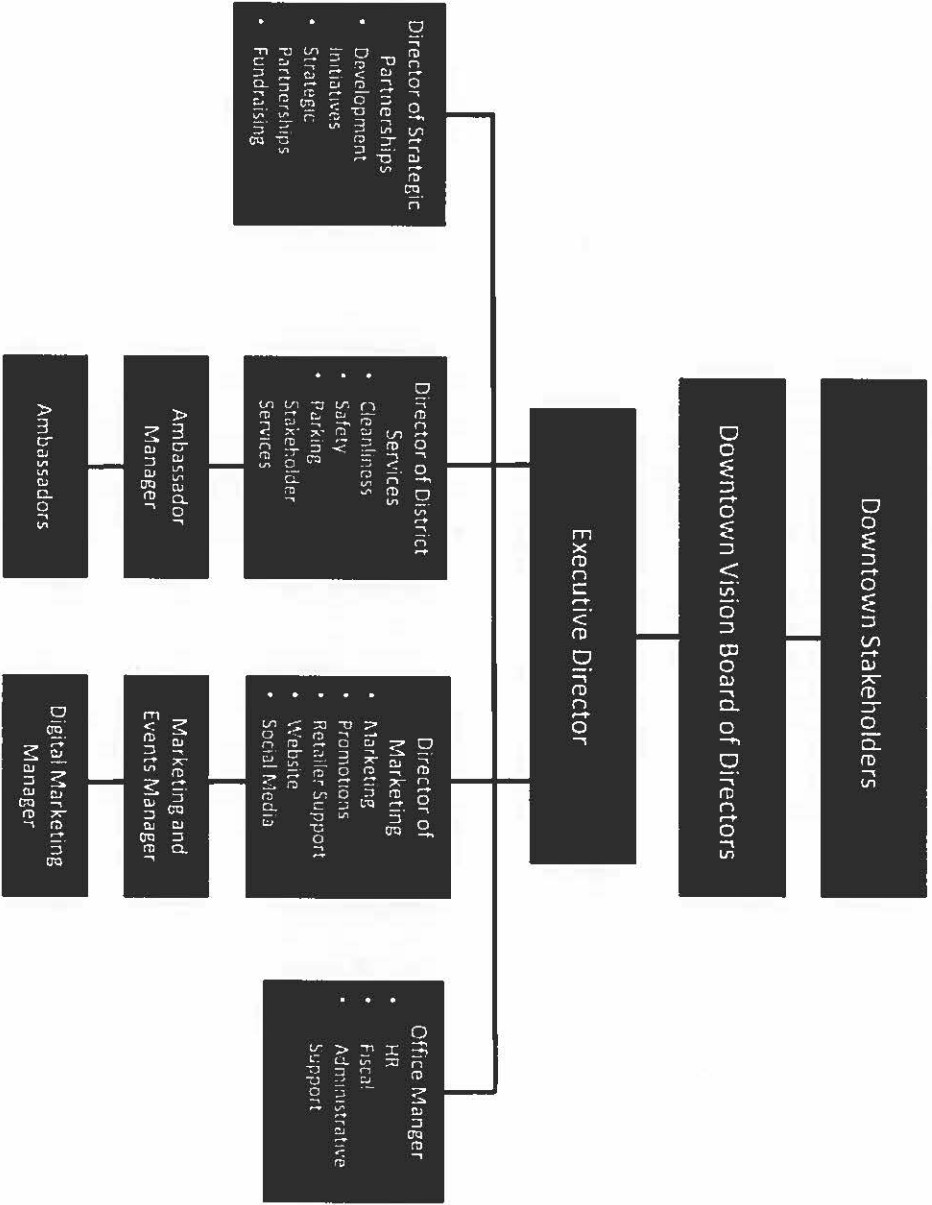 Downtown Stakeholders
Downtown Vision Board of Directors
Executive Director
Director of Strategic
Partnerships
• Development
Initiatives
• Strategic
Partnerships
• Fundraising
Director of District
Services
• Cleanliness
• Safety
• Parking
Stakeholder
Services
Director of
Marketing
• Marketing
• Promotions
• Retailer Support
• Website
• Social Media
Office Manger
• HR
• Fiscal
• Administrative
Support
Ambassador
Manager
Marketing and
Events Manager
Ambassadors
Digital Marketing
Manager